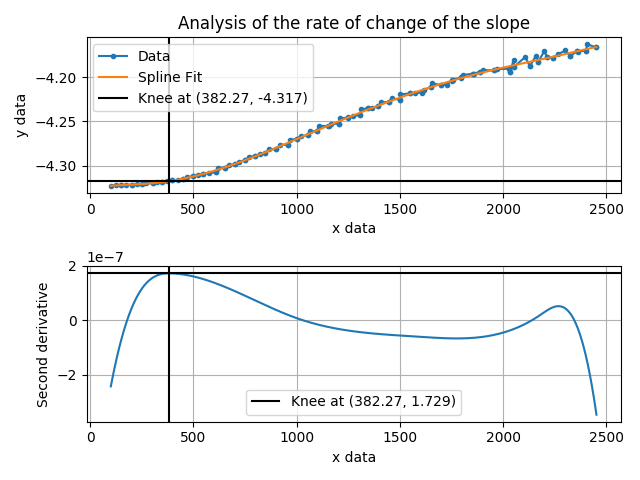 Analysis of the rate of change of the slope
Data
Spline Fit
Knee at (382.27, -4.317)
y data
−4.20
−4.25
−4.30
0 500 1000 1500 2000 2500
x data
1e−7
Second derivative
2
0
−2
Knee at (382.27, 1.729)
0 500 1000 1500 2000 2500
x data